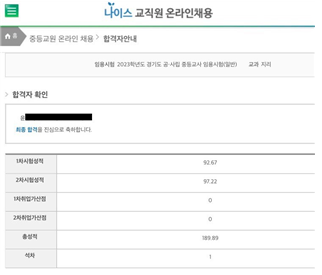 나이스 교직원 온라인채용
홈 중등교원 온라인 채용 > 합격자안내
임용시험 2023학년도 경기도 공·사립 중등교사 임용시험(일반) 교과 지리
> 합격자 확인
최종 합격을 진심으로 축하합니다.
1차시험성적 92.67
2차시험성적 97.22
1차취업가산점 0
2차취업가산점 0
총성적 189.89
석차 1